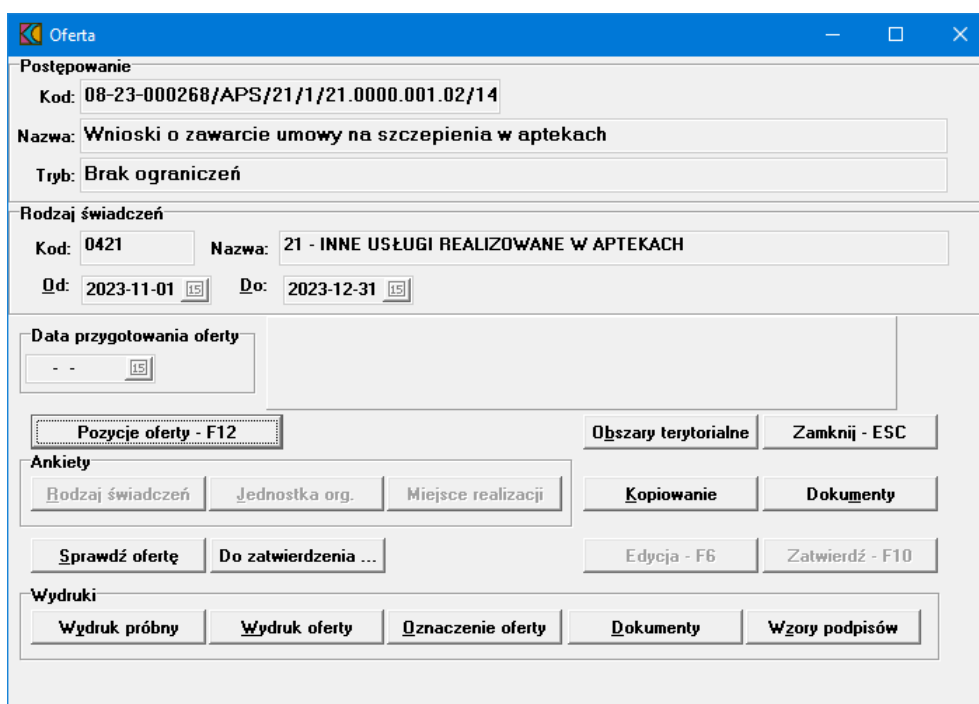 Oferta
Postępowanie
Kod: 08-23-000268/APS/21/1/21.0000.001.02/14
Nazwa: Wnioski o zawarcie umowy na szczepienia w aptekach
Tryb: Brak ograniczeń
Rodzaj świadczeń
Kod: 0421 Nazwa: 21 - INNE USŁUGI REALIZOWANE W APTEKACH
Od: 2023-11-01 15 Do: 2023-12-31 15
Data przygotowania oferty
- - 15
Pozycje oferty - F12 Obszary terytorialne Zamknij - ESC
Ankiety
Rodzaj świadczeń Jednostka org. Miejsce realizacji Kopiowanie Dokumenty
Sprawdź ofertę Do zatwierdzenia ... Edycja - F6 Zatwierdź - F10
Wydruki
Wydruk próbny Wydruk oferty Oznaczenie oferty Dokumenty Wzory podpisów